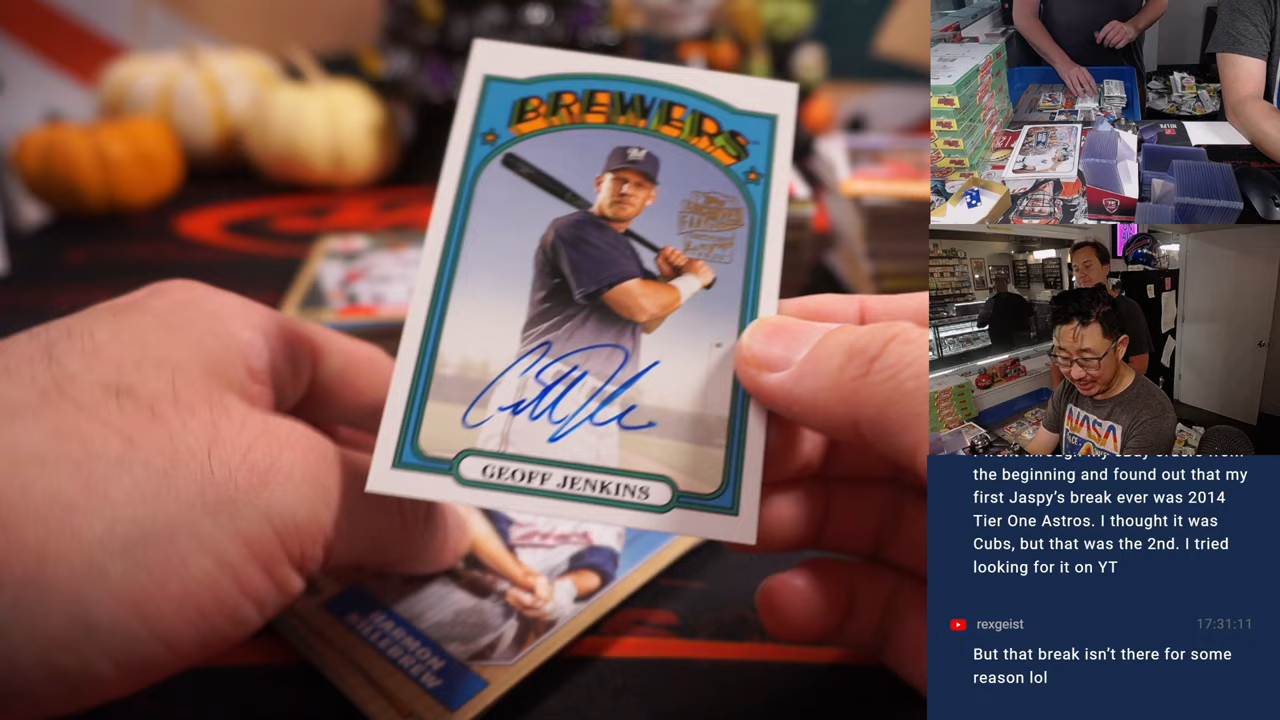 BREWERS
GEOFF JENKINS
HARMON
KILLEBREW
NASA
the beginning and found out that my
first Jaspy's break ever was 2014
Tier One Astros. I thought it was
Cubs, but that was the 2nd. I tried
looking for it on YT
rexgeist 17:31:11
But that break isn't there for some
reason lol